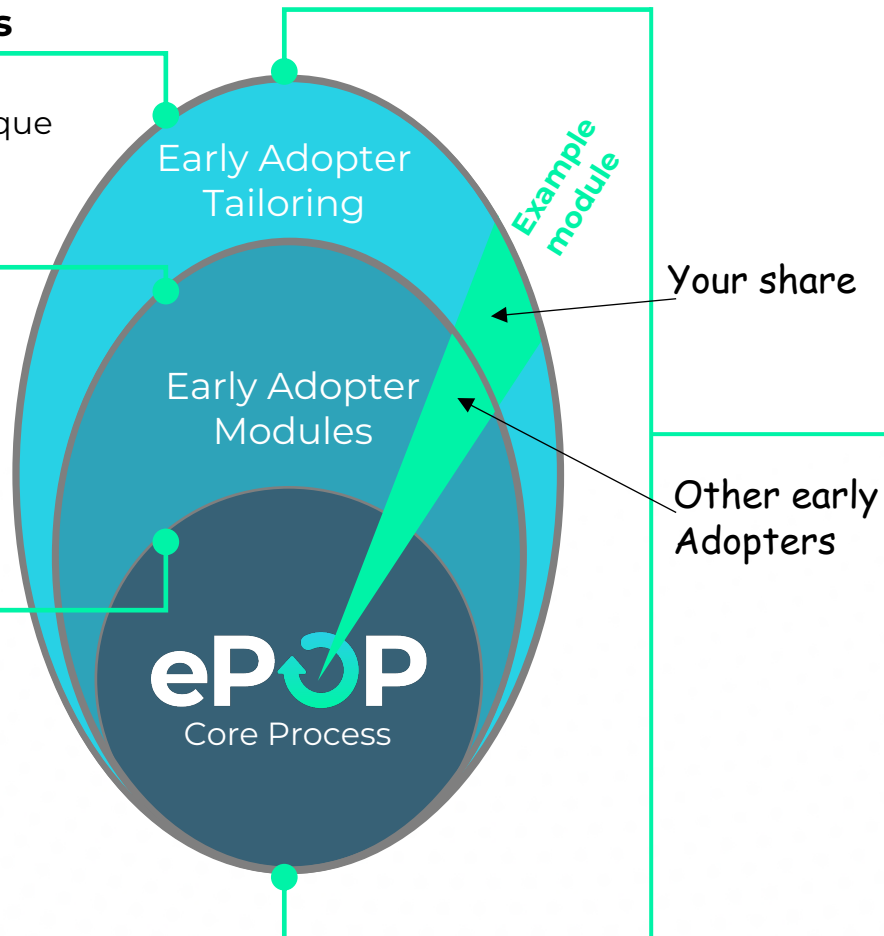 s
que
Early Adopter
Tailoring
Example
module
Your share
Early Adopter
Modules
Other early
Adopters
ePOP
Core Process